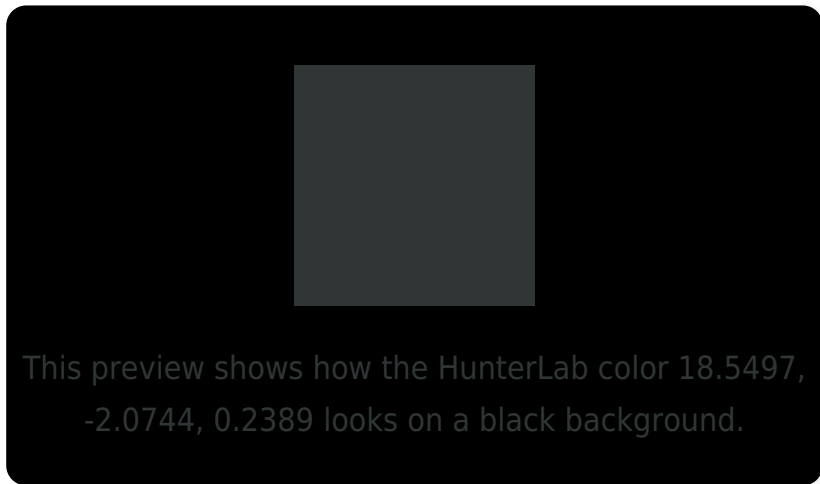 This preview shows how the HunterLab color 18.5497,
-2.0744, 0.2389 looks on a black background.